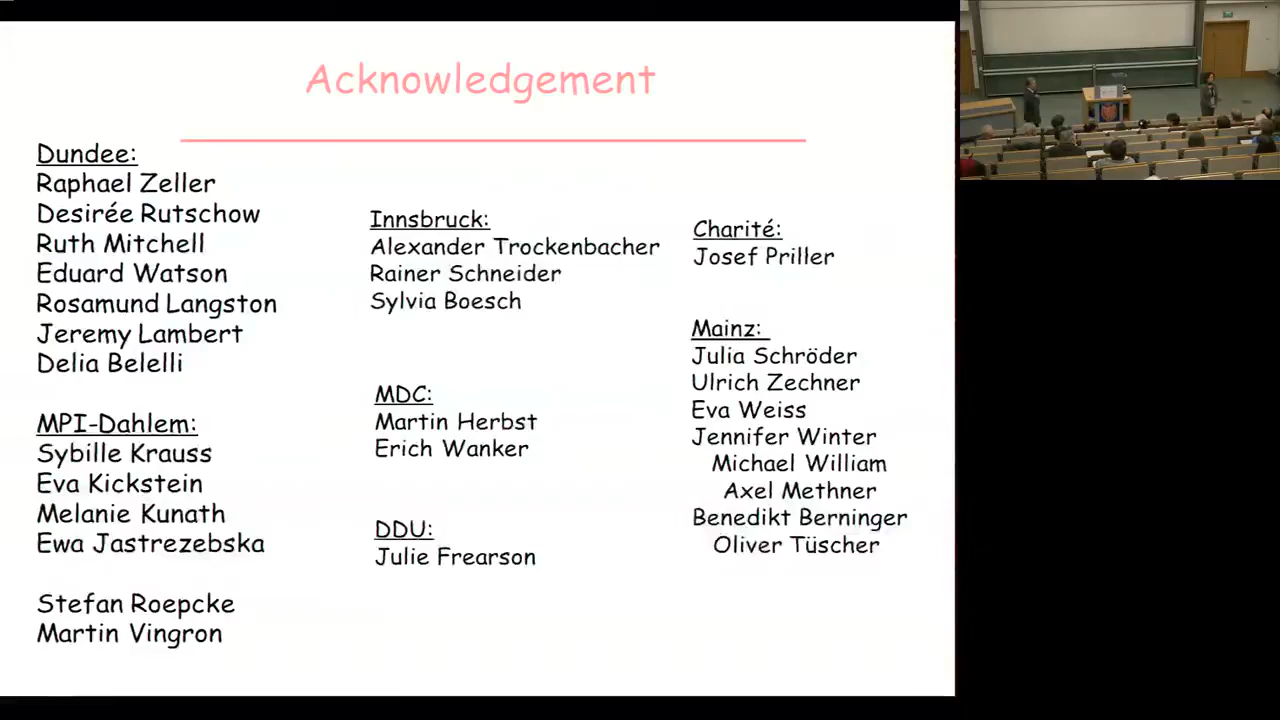 Acknowledgement
Dundee:
Raphael Zeller
Desirée Rutschow
Ruth Mitchell
Eduard Watson
Rosamund Langston
Jeremy Lambert
Delia Belelli
MPI-Dahlem:
Sybille Krauss
Eva Kickstein
Melanie Kunath
Ewa Jastrezebska
Stefan Roepcke
Martin Vingron
Innsbruck:
Alexander Trockenbacher
Rainer Schneider
Sylvia Boesch
MDC:
Martin Herbst
Erich Wanker
DDU:
Julie Frearson
Charité:
Josef Priller
Mainz:
Julia Schröder
Ulrich Zechner
Eva Weiss
Jennifer Winter
Michael William
Axel Methner
Benedikt Berninger
Oliver Tüscher